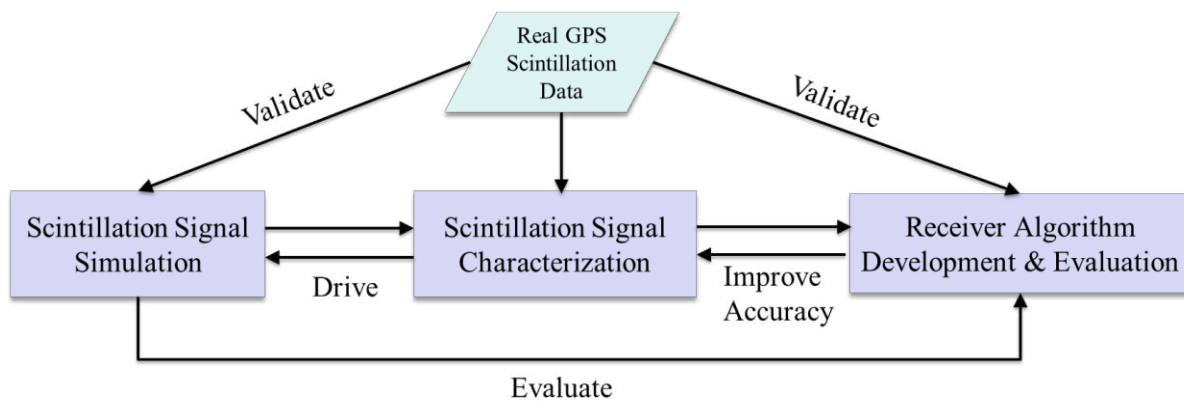 Real GPS
Scintillation
Data
Validate
Validate
Scintillation Signal
Simulation
Scintillation Signal
Characterization
Receiver Algorithm
Development & Evaluation
Drive
Improve
Accuracy
Evaluate